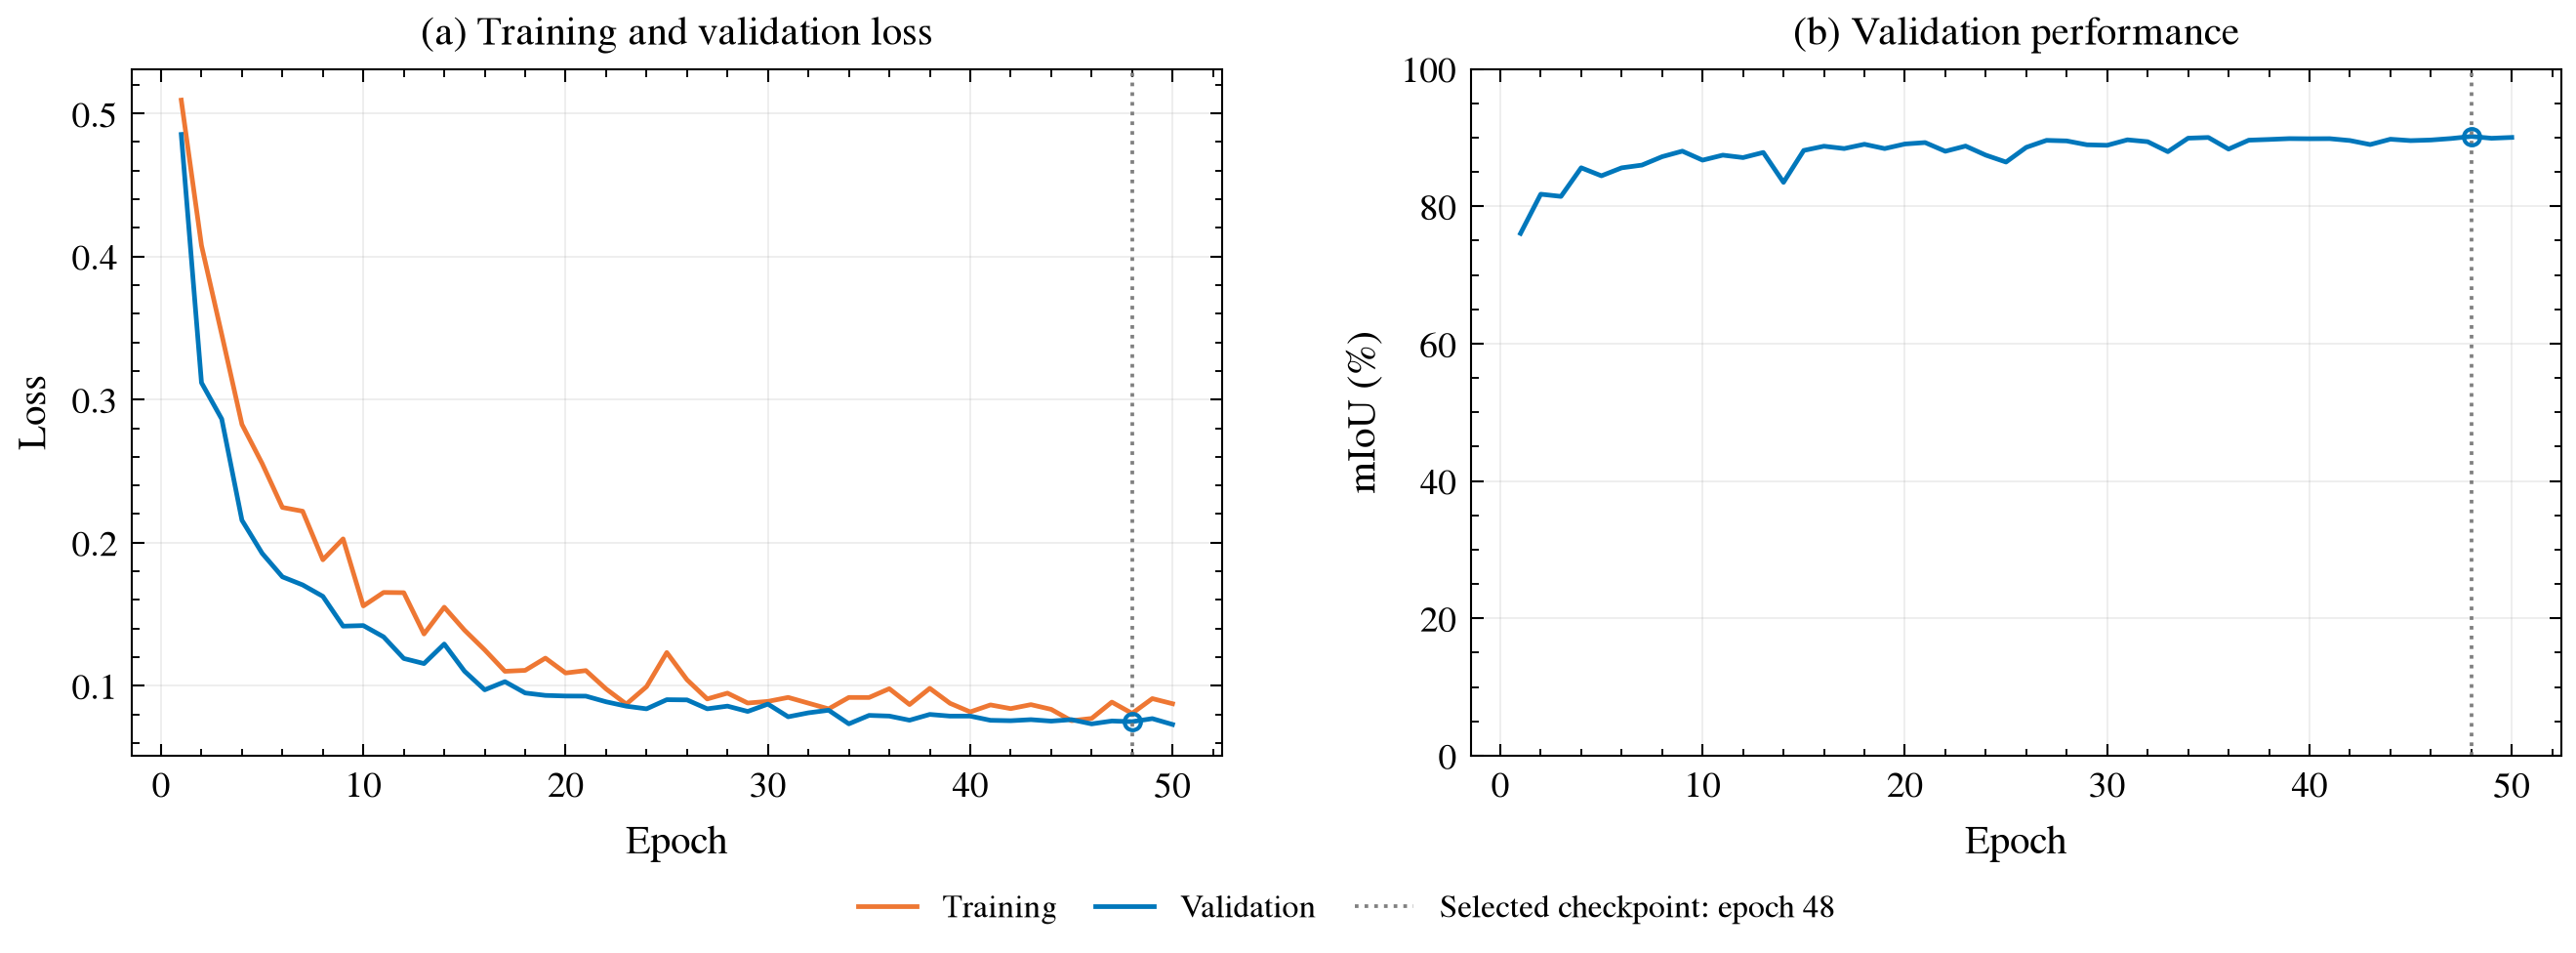 (a) Training and validation loss
0.5
0.4
0.3
0.2
0.1
Loss
0 10 20 30 40 50
Epoch
(b) Validation performance
100
80
60
40
20
0
mIoU (%)
0 10 20 30 40 50
Epoch
Training Validation Selected checkpoint: epoch 48